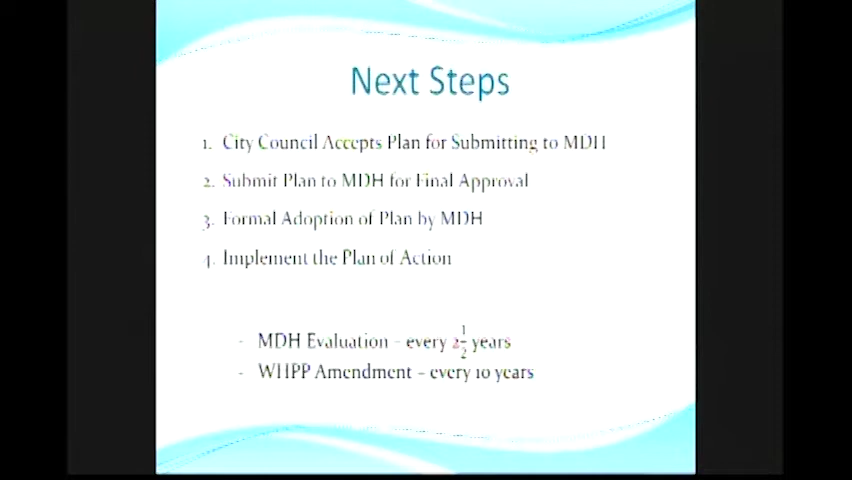 Next Steps
1. City Council Accepts Plan for Submitting to MDH
2. Submit Plan to MDH for Final Approval
3. Formal Adoption of Plan by MDH
4. Implement the Plan of Action
- MDH Evaluation – every 2 1/2 years
- WHPP Amendment – every 10 years